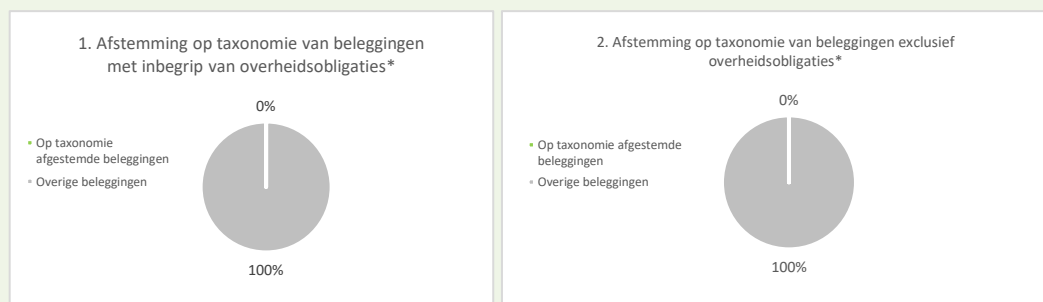 1. Afstemming op taxonomie van beleggingen
met inbegrip van overheidsobligaties*
0%
Op taxonomie
afgestemde beleggingen
Overige beleggingen
100%
2. Afstemming op taxonomie van beleggingen exclusief
overheidsobligaties*
0%
Op taxonomie afgestemde
beleggingen
Overige beleggingen
100%